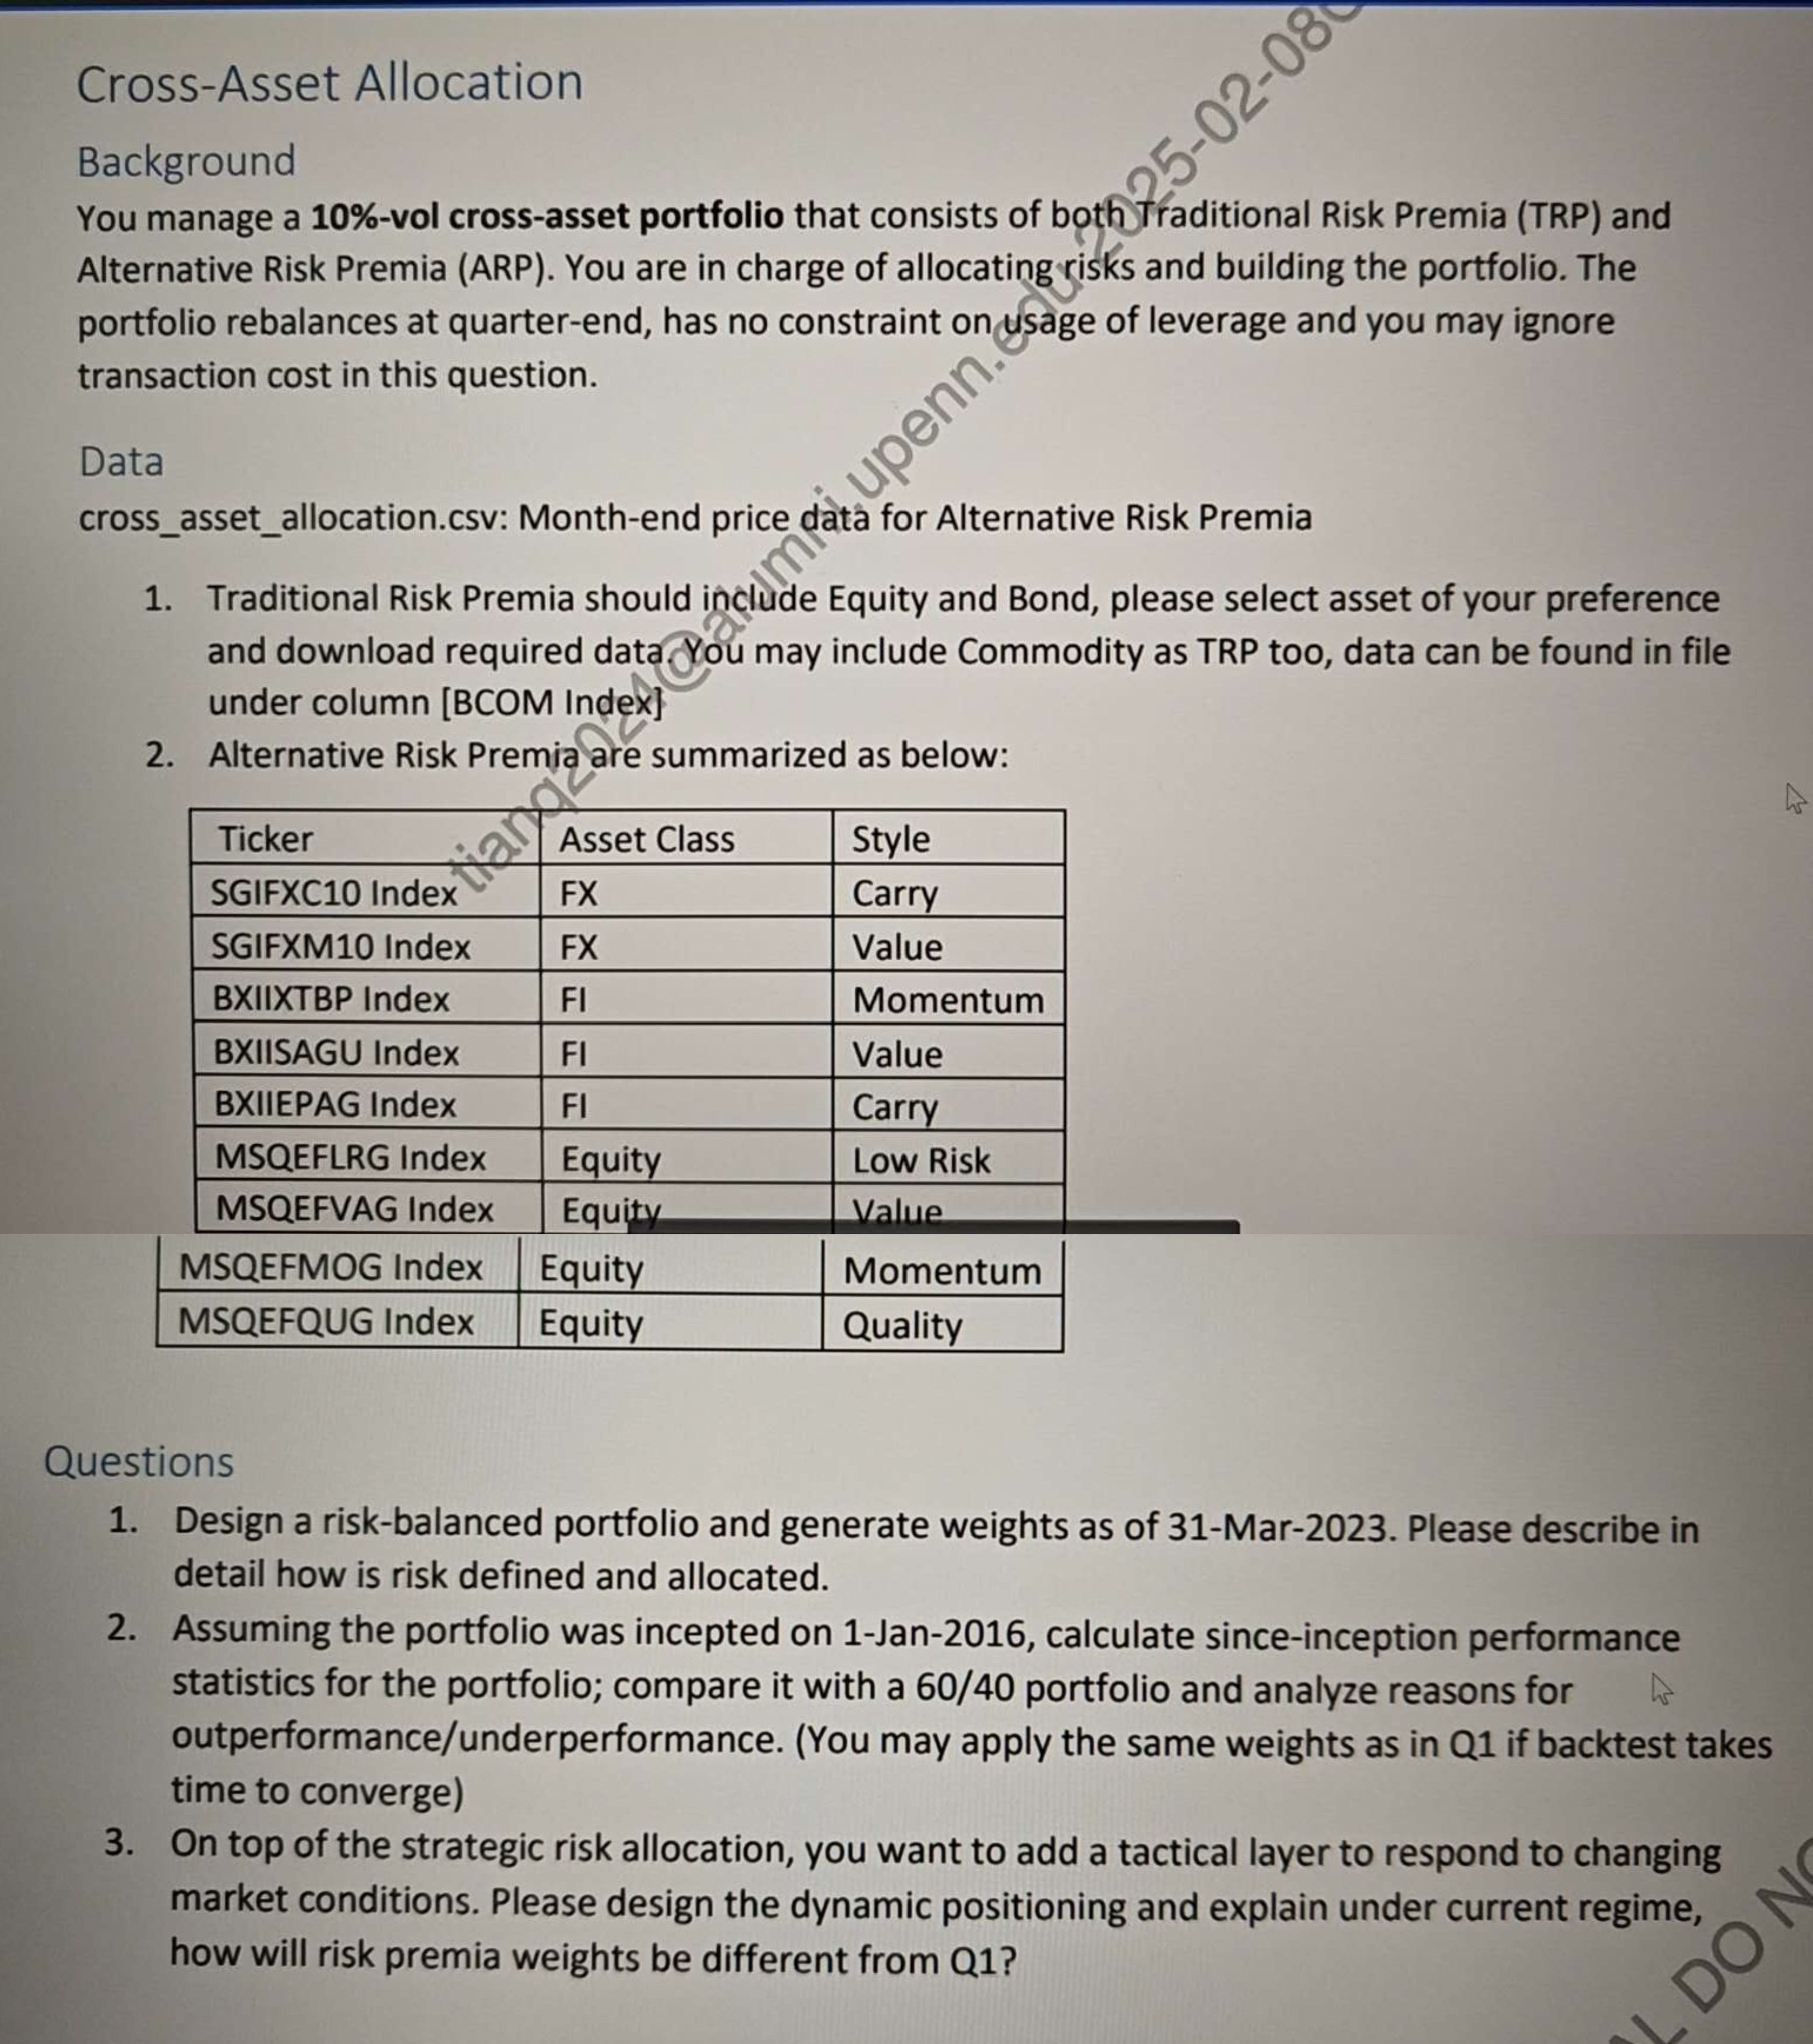 Cross-Asset Allocation
Background
You manage a 10%-vol cross-asset portfolio that consists of both Traditional Risk Premia (TRP) and
Alternative Risk Premia (ARP). You are in charge of allocating risks and building the portfolio. The
portfolio rebalances at quarter-end, has no constraint on usage of leverage and you may ignore
transaction cost in this question.
Data
cross_asset_allocation.csv: Month-end price data for Alternative Risk Premia
1. Traditional Risk Premia should include Equity and Bond, please select asset of your preference
and download required data. You may include Commodity as TRP too, data can be found in file
under column [BCOM Index]
2. Alternative Risk Premia are summarized as below:
Ticker Asset Class Style
SGIFXC10 Index FX Carry
SGIFXM10 Index FX Value
BXIIXTBP Index FI Momentum
BXIISAGU Index FI Value
BXIIEPAG Index FI Carry
MSQEFLRG Index Equity Low Risk
MSQEFVAG Index Equity Value
MSQEFMOG Index Equity Momentum
MSQEFQUG Index Equity Quality
Questions
1. Design a risk-balanced portfolio and generate weights as of 31-Mar-2023. Please describe in
detail how is risk defined and allocated.
2. Assuming the portfolio was incepted on 1-Jan-2016, calculate since-inception performance
statistics for the portfolio; compare it with a 60/40 portfolio and analyze reasons for
outperformance/underperformance. (You may apply the same weights as in Q1 if backtest takes
time to converge)
3. On top of the strategic risk allocation, you want to add a tactical layer to respond to changing
market conditions. Please design the dynamic positioning and explain under current regime,
how will risk premia weights be different from Q1?
tianq2024@alumni.upenn.edu 2025-02-08
DO